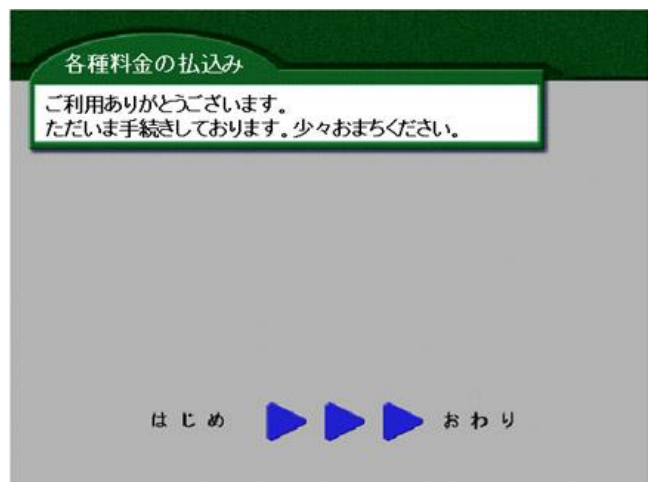 各種料金の払込み
ご利用ありがとうございます。
ただいま手続きしております。少々おまちください。
はじめ おわり